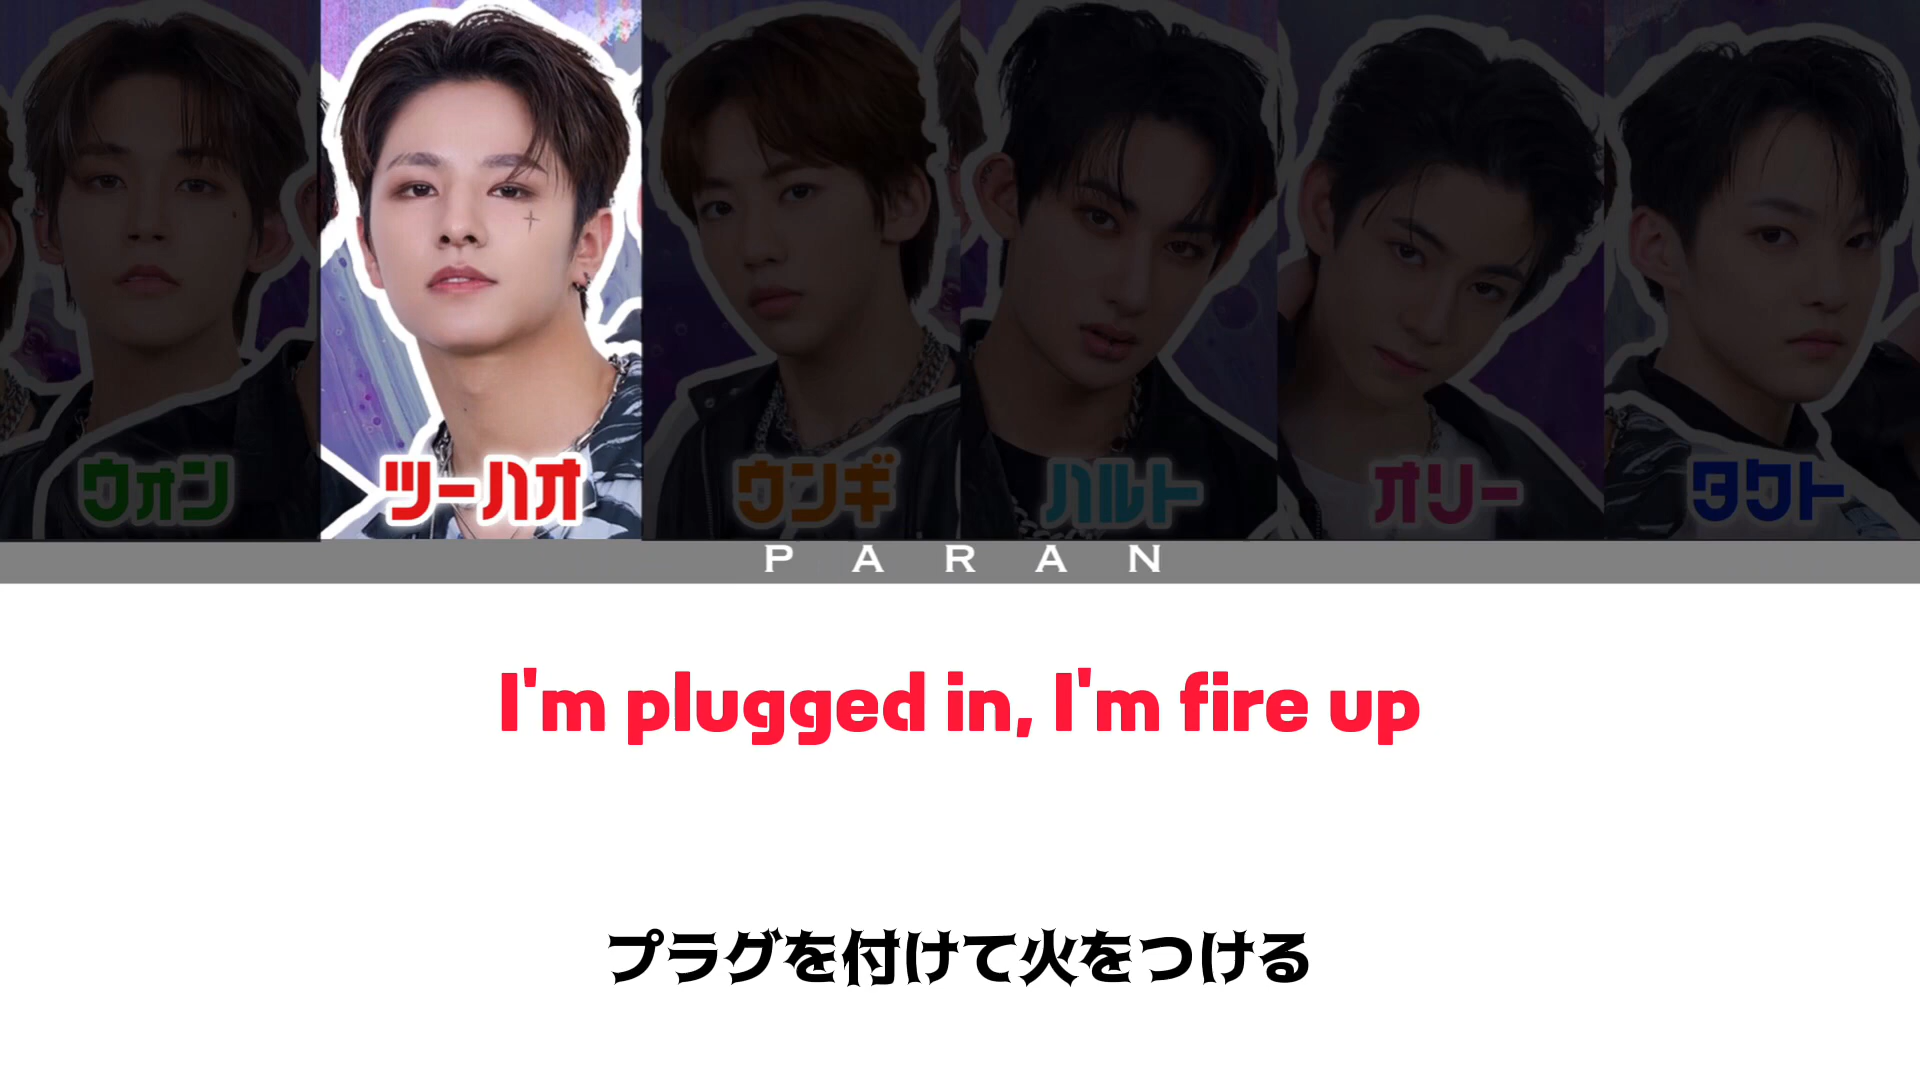 ウォン
ツーハオ
ウンギ
ハルト
オリー
タクト
PARAN
I'm plugged in, I'm fire up
プラグを付けて火をつける